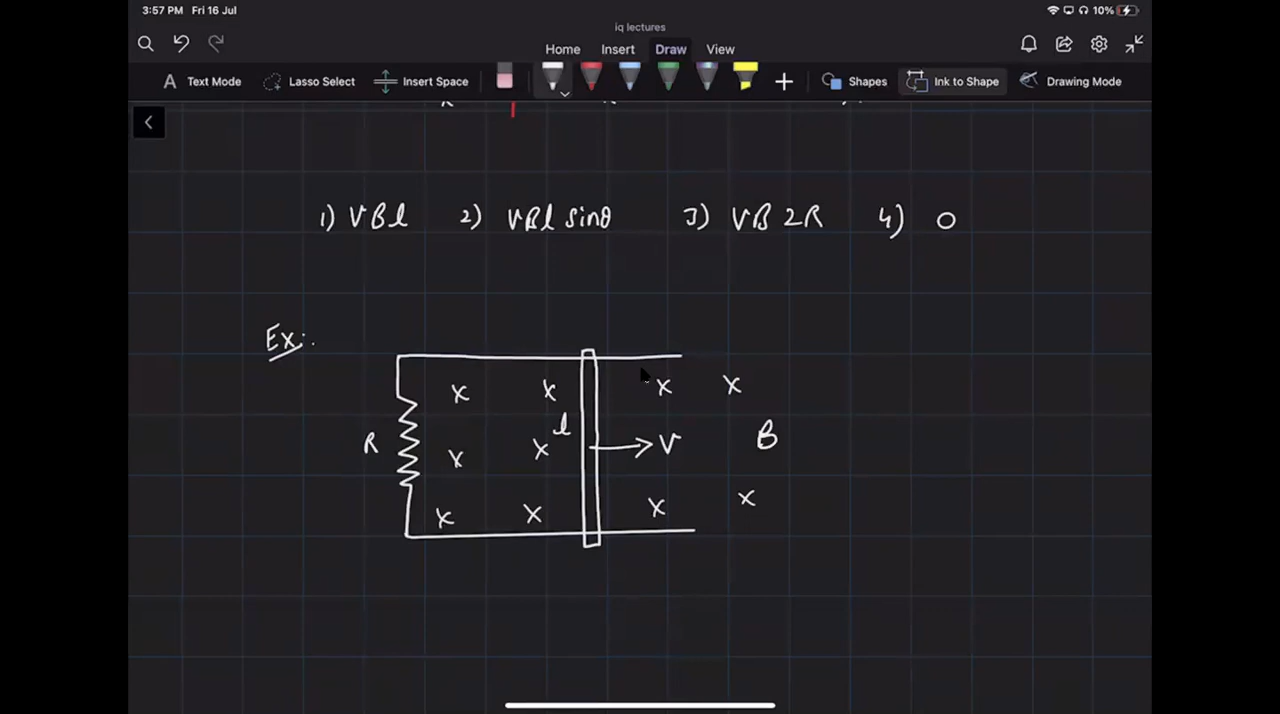 3:57 PM Fri 16 Jul
10%
iq lectures
Home Insert Draw View
Text Mode Lasso Select Insert Space Shapes Ink to Shape Drawing Mode
1) VBl 2) VBl sinθ 3) VB 2R 4) 0
Ex:.
x x x x
l
R x x V B
x x x x